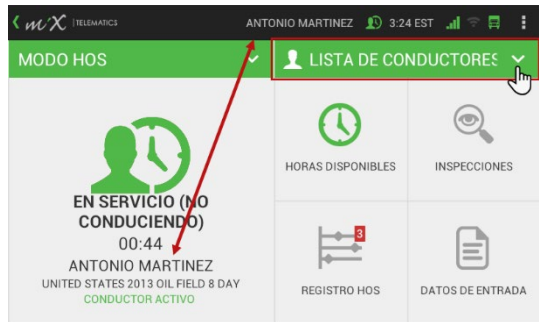 mix TELEMATICS ANTONIO MARTINEZ 3:24 EST
MODO HOS
LISTA DE CONDUCTORES
EN SERVICIO (NO
CONDUCIENDO)
00:44
ANTONIO MARTINEZ
UNITED STATES 2013 OIL FIELD 8 DAY
CONDUCTOR ACTIVO
HORAS DISPONIBLES
INSPECCIONES
3
REGISTRO HOS
DATOS DE ENTRADA